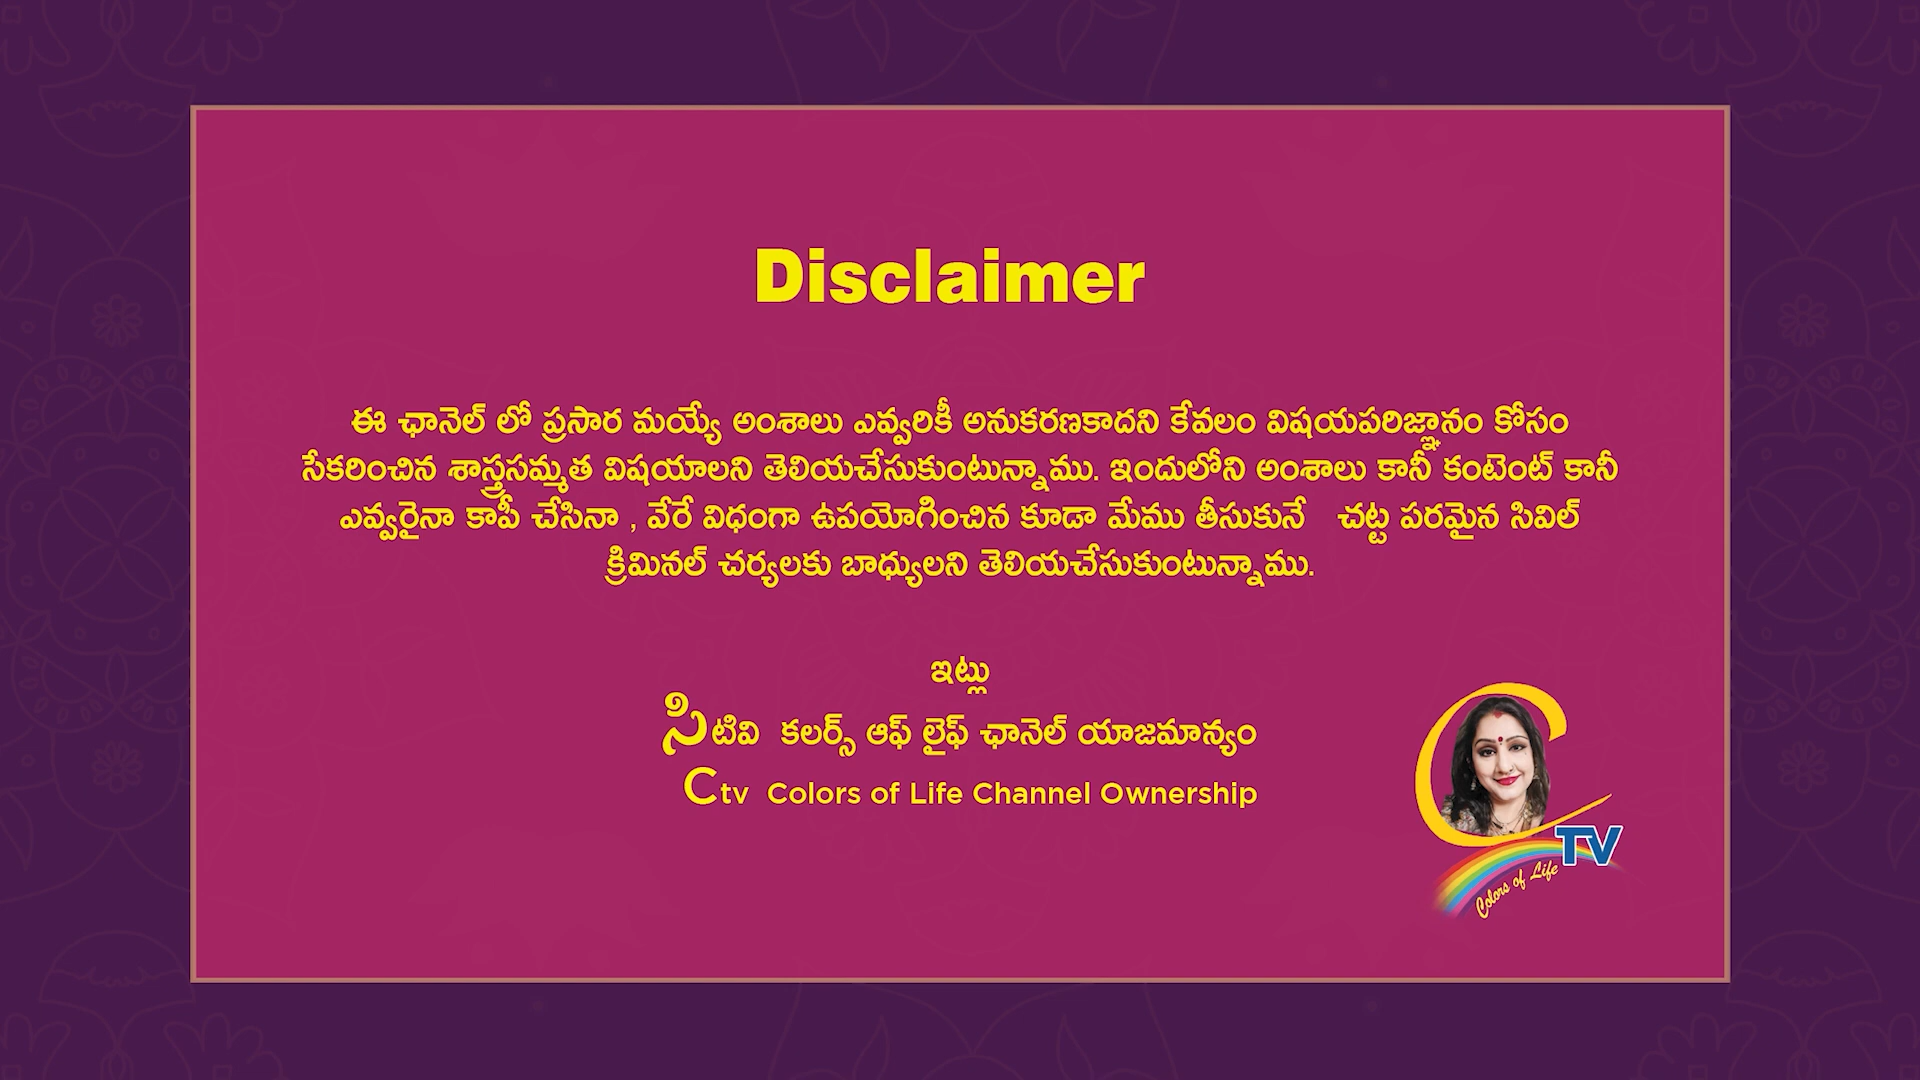 Disclaimer
ఈ ఛానెల్ లో ప్రసార మయ్యే అంశాలు ఎవ్వరికీ అనుకరణకాదని కేవలం విషయపరిజ్ఞానం కోసం
సేకరించిన శాస్త్రసమ్మత విషయాలని తెలియచేసుకుంటున్నాము. ఇందులోని అంశాలు కానీ కంటెంట్ కానీ
ఎవ్వరైనా కాపీ చేసినా , వేరే విధంగా ఉపయోగించిన కూడా మేము తీసుకునే చట్ట పరమైన సివిల్
క్రిమినల్ చర్యలకు బాధ్యులని తెలియచేసుకుంటున్నాము.
ఇట్లు
సిటివి కలర్స్ ఆఫ్ లైఫ్ ఛానెల్ యాజమాన్యం
Ctv Colors of Life Channel Ownership
C TV
Colors of Life